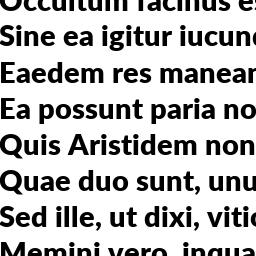 Occultum facinus es
Sine ea igitur iucun
Eaedem res manean
Ea possunt paria no
Quis Aristidem non
Quae duo sunt, unu
Sed ille, ut dixi, vitio
Memini vero, inqua